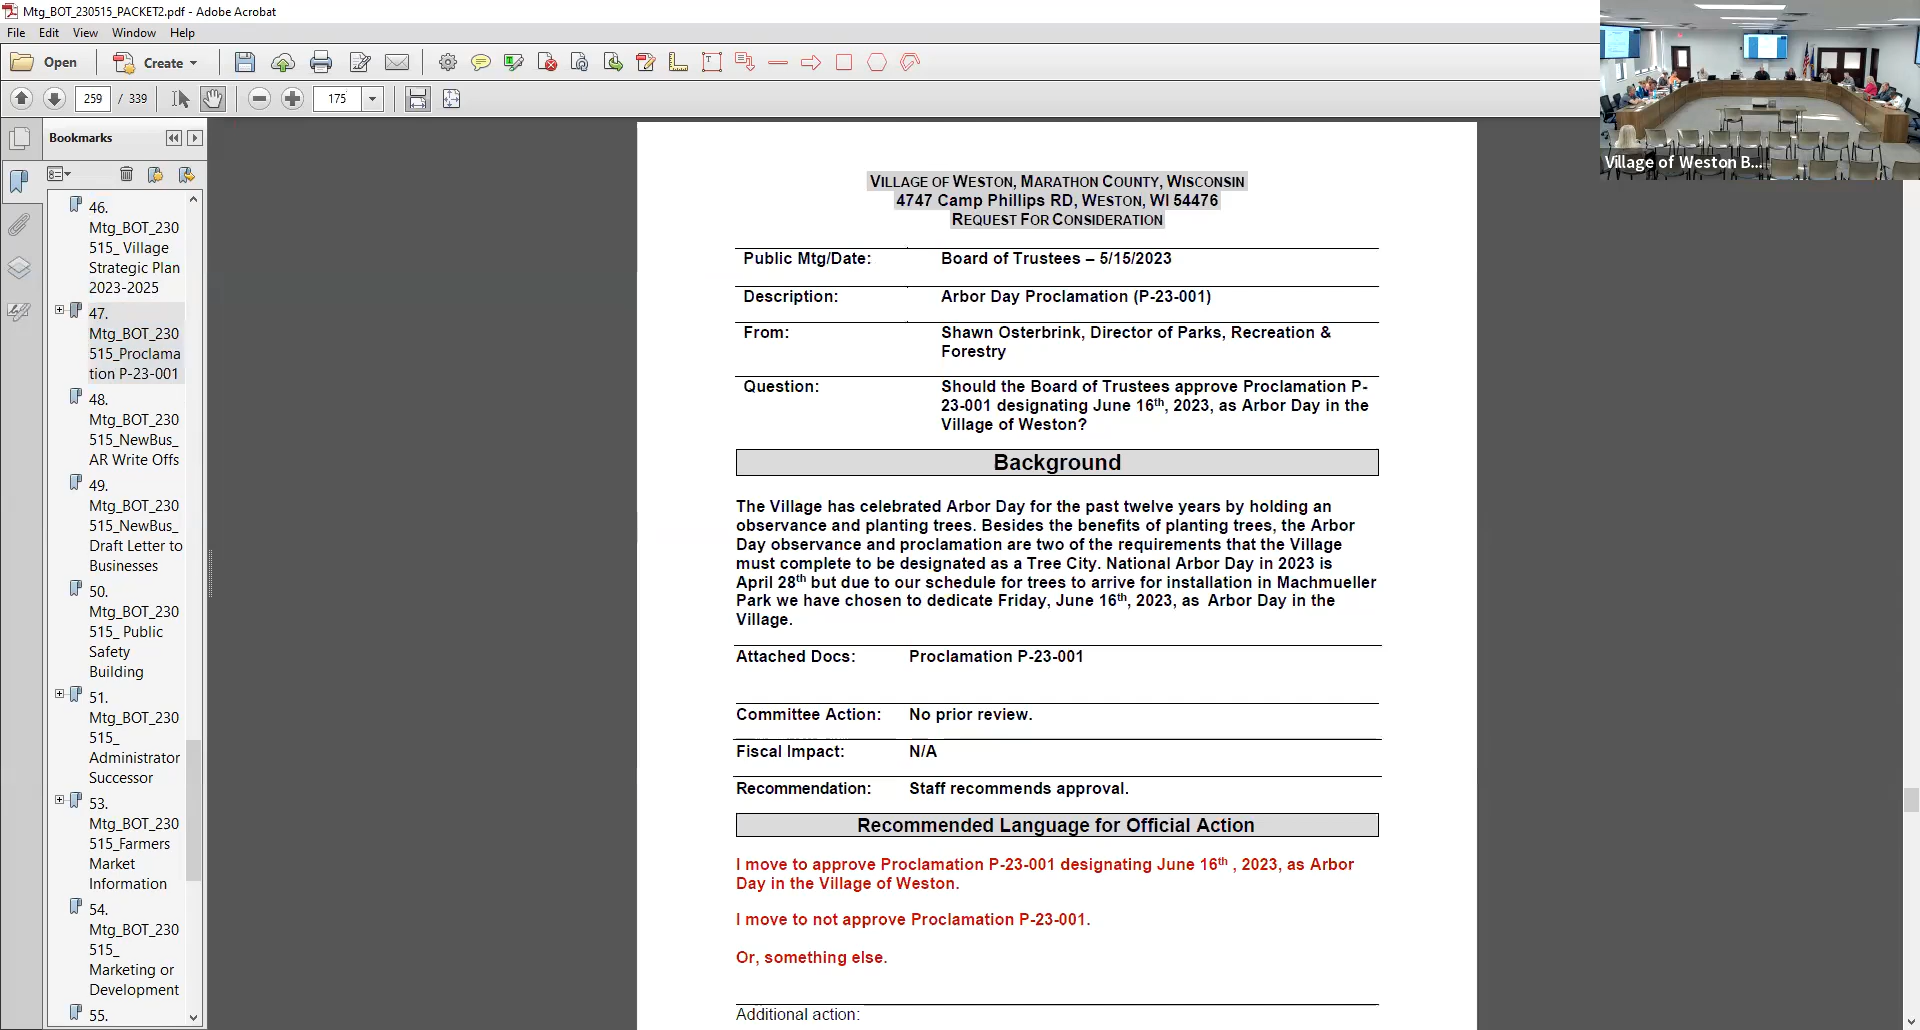 Mtg_BOT_230515_PACKET2.pdf - Adobe Acrobat
File Edit View Window Help
Open
Create
259 / 339
175
Bookmarks
46.
Mtg_BOT_230
515_ Village
Strategic Plan
2023-2025
47.
Mtg_BOT_230
515_Proclama
tion P-23-001
48.
Mtg_BOT_230
515_NewBus_
AR Write Offs
49.
Mtg_BOT_230
515_NewBus_
Draft Letter to
Businesses
50.
Mtg_BOT_230
515_ Public
Safety
Building
51.
Mtg_BOT_230
515_
Administrator
Successor
53.
Mtg_BOT_230
515_Farmers
Market
Information
54.
Mtg_BOT_230
515_
Marketing or
Development
55.
VILLAGE OF WESTON, MARATHON COUNTY, WISCONSIN
4747 Camp Phillips RD, WESTON, WI 54476
REQUEST FOR CONSIDERATION
Public Mtg/Date: Board of Trustees – 5/15/2023
Description: Arbor Day Proclamation (P-23-001)
From: Shawn Osterbrink, Director of Parks, Recreation &
Forestry
Question: Should the Board of Trustees approve Proclamation P-
23-001 designating June 16th, 2023, as Arbor Day in the
Village of Weston?
Background
The Village has celebrated Arbor Day for the past twelve years by holding an
observance and planting trees. Besides the benefits of planting trees, the Arbor
Day observance and proclamation are two of the requirements that the Village
must complete to be designated as a Tree City. National Arbor Day in 2023 is
April 28th but due to our schedule for trees to arrive for installation in Machmueller
Park we have chosen to dedicate Friday, June 16th, 2023, as Arbor Day in the
Village.
Attached Docs: Proclamation P-23-001
Committee Action: No prior review.
Fiscal Impact: N/A
Recommendation: Staff recommends approval.
Recommended Language for Official Action
I move to approve Proclamation P-23-001 designating June 16th , 2023, as Arbor
Day in the Village of Weston.
I move to not approve Proclamation P-23-001.
Or, something else.
Additional action:
Village of Weston B...